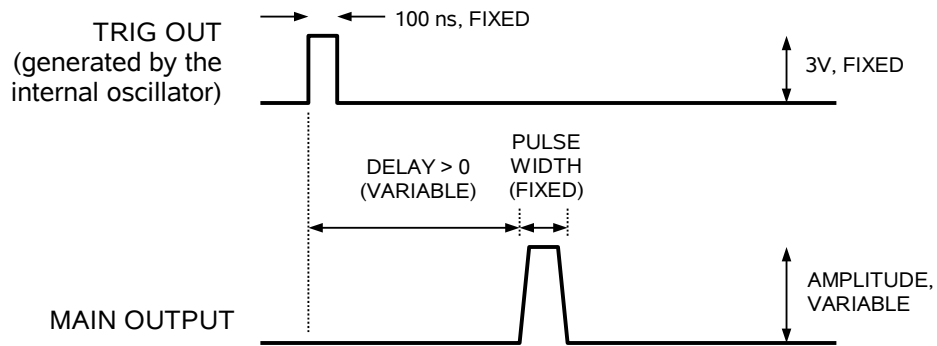 100 ns, FIXED
TRIG OUT
(generated by the
internal oscillator)
3V, FIXED
DELAY > 0
(VARIABLE)
PULSE
WIDTH
(FIXED)
AMPLITUDE,
VARIABLE
MAIN OUTPUT